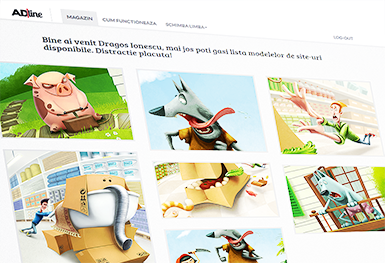 ADline
MAGAZIN
CUM FUNCTIONEAZA
SCHIMBA LIMBA
LOG-OUT
Bine ai venit Dragos Ionescu, mai jos poti gasi lista modelelor de site-uri
disponibile. Distractie placuta!